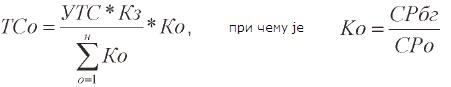 ТСо = УТС * Кз / ∑ н о=1 Ко * Ко, при чему је Ко = СРбг / СРо